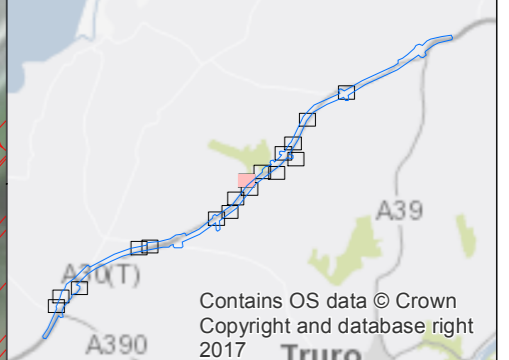 A39
A30(T)
Contains OS data © Crown
Copyright and database right
2017
A390
Truro